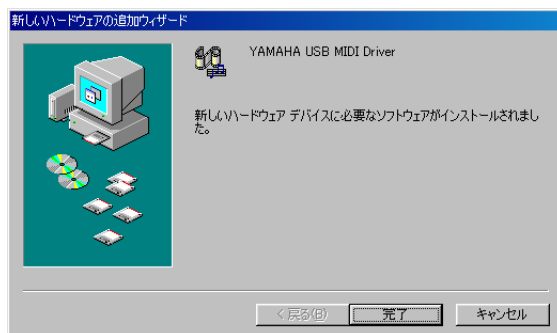 新しいハードウェアの追加ウィザード
YAMAHA USB MIDI Driver
新しいハードウェア デバイスに必要なソフトウェアがインストールされまし
た。
< 戻る(B)
完了
キャンセル